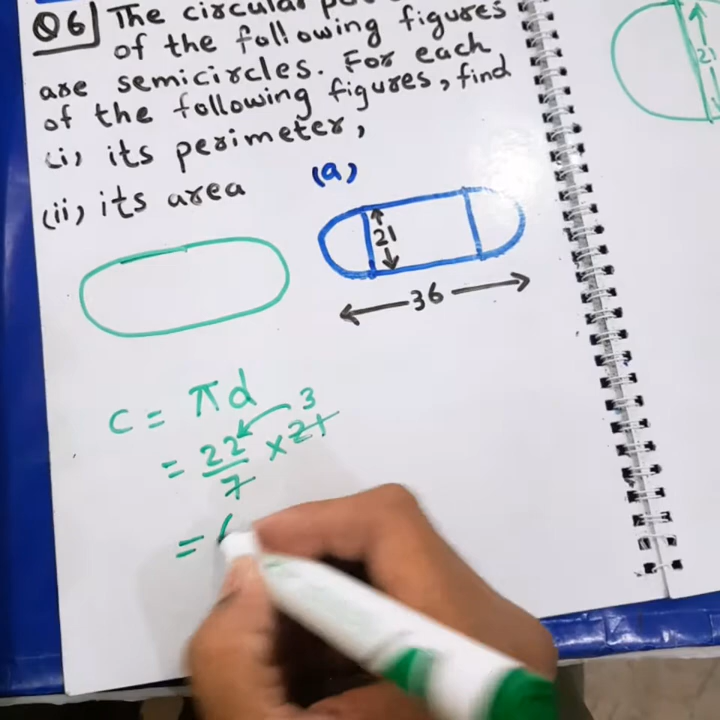 Q6 The circular
of the following figures
are semicircles. For each
of the following figures, find
(i), its perimeter,
(ii), its area
(a)
21
36
21
C = πd
= 22/7 × 21 3
=